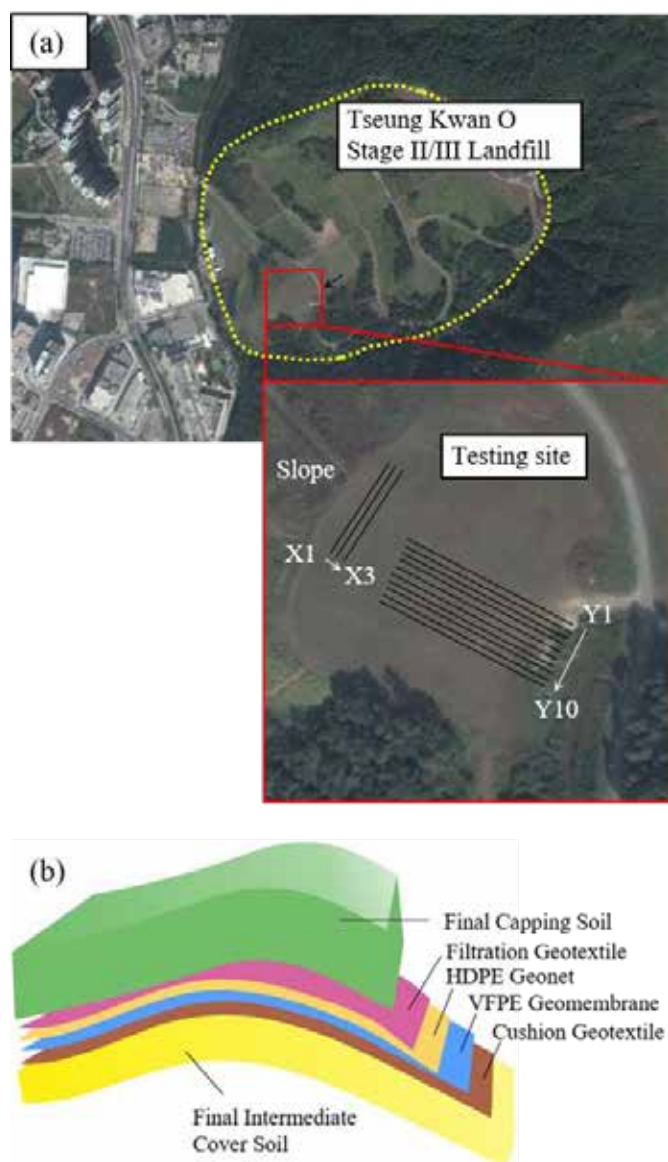 (a)
Tseung Kwan O
Stage II/III Landfill
Testing site
Slope
X1
X3
Y1
Y10
(b)
Final Capping Soil
Filtration Geotextile
HDPE Geonet
VFPE Geomembrane
Cushion Geotextile
Final Intermediate
Cover Soil